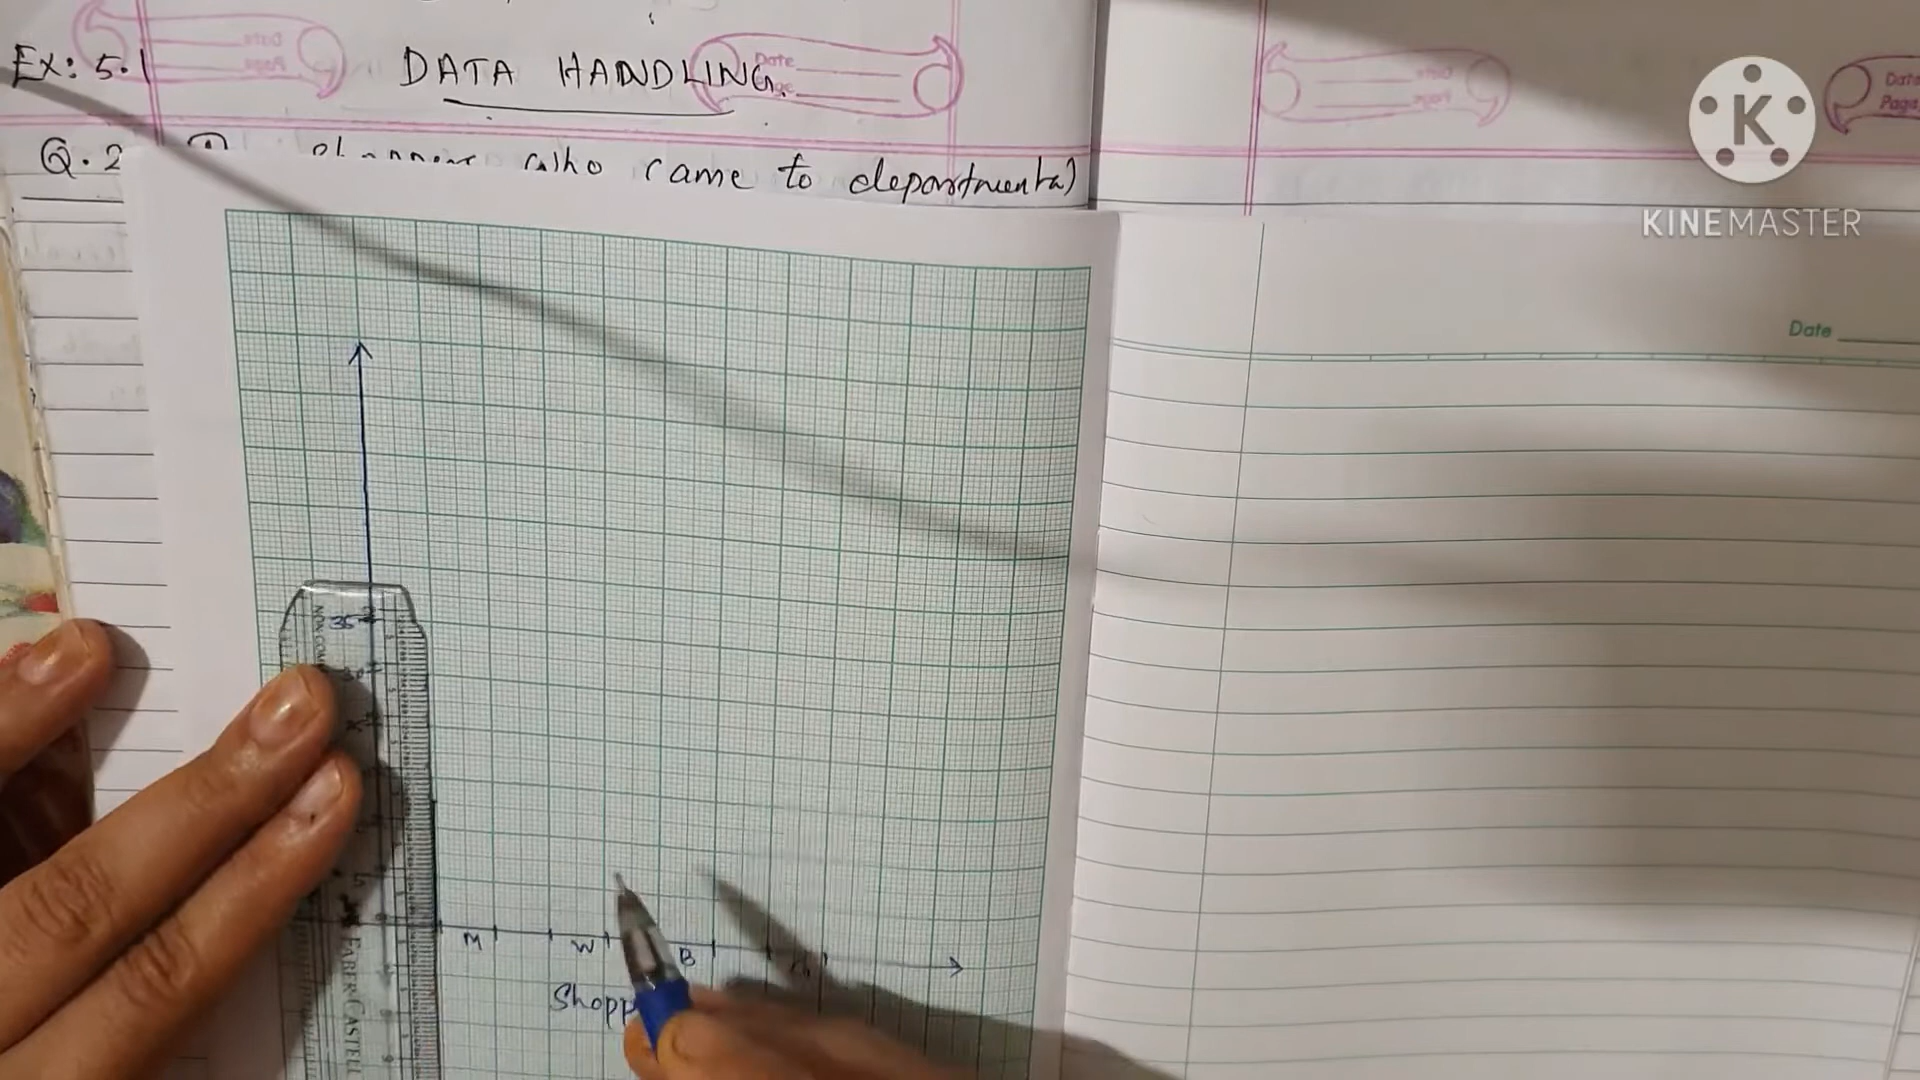 Ex: 5.1
DATA HANDLING.
Date
Date
Page
KINEMASTER
K
Q. 2
who came to departmental
Date
35
30
5
M
W
B
Shopp
FABER CASTELL